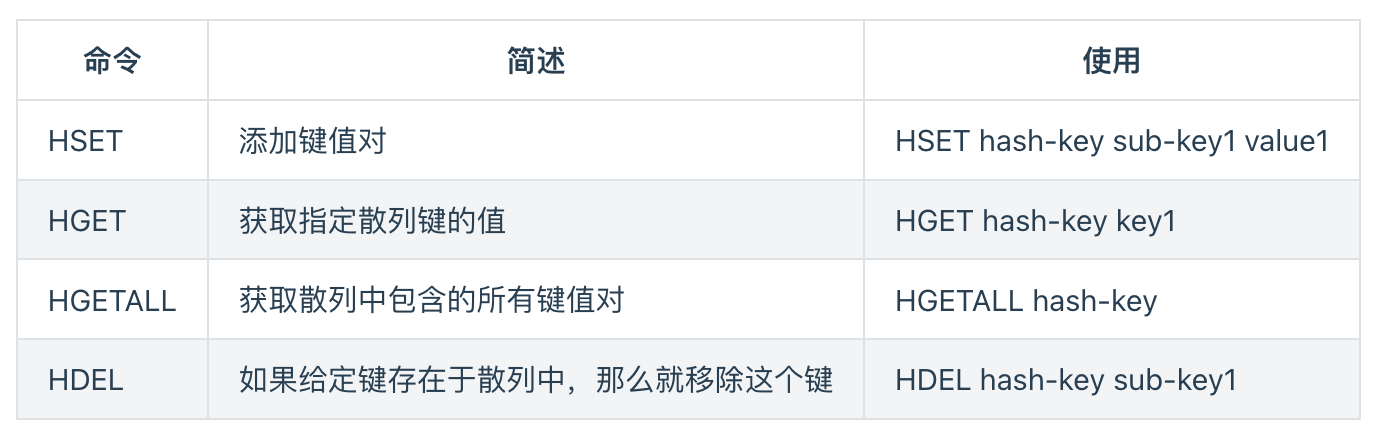 命令 简述 使用
HSET 添加键值对 HSET hash-key sub-key1 value1
HGET 获取指定散列键的值 HGET hash-key key1
HGETALL 获取散列中包含的所有键值对 HGETALL hash-key
HDEL 如果给定键存在于散列中，那么就移除这个键 HDEL hash-key sub-key1